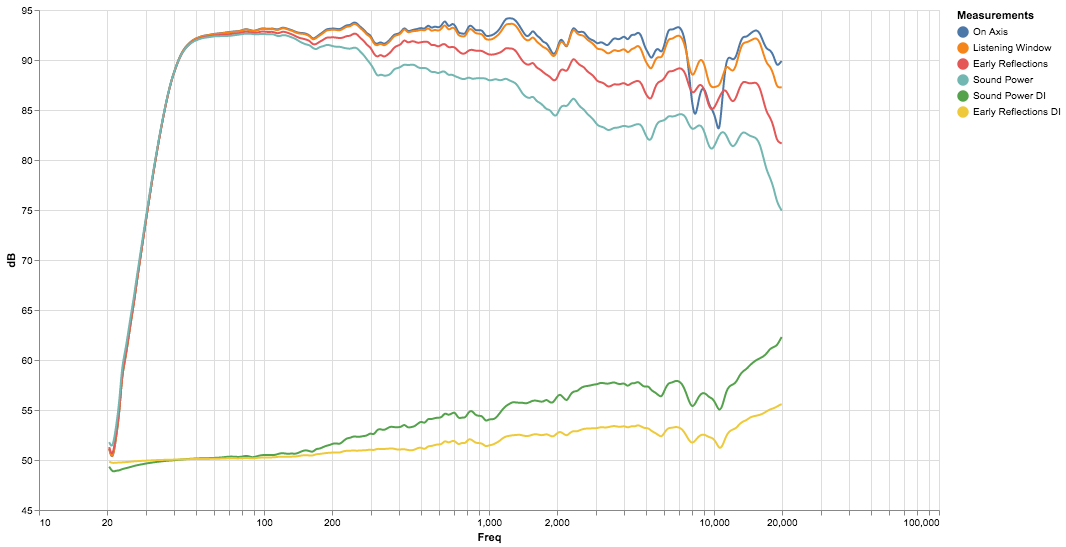 Measurements
On Axis
Listening Window
Early Reflections
Sound Power
Sound Power DI
Early Reflections DI
95
90
85
80
75
70
65
60
55
50
45
dB
10
20
100
200
1,000
2,000
10,000
20,000
100,000
Freq